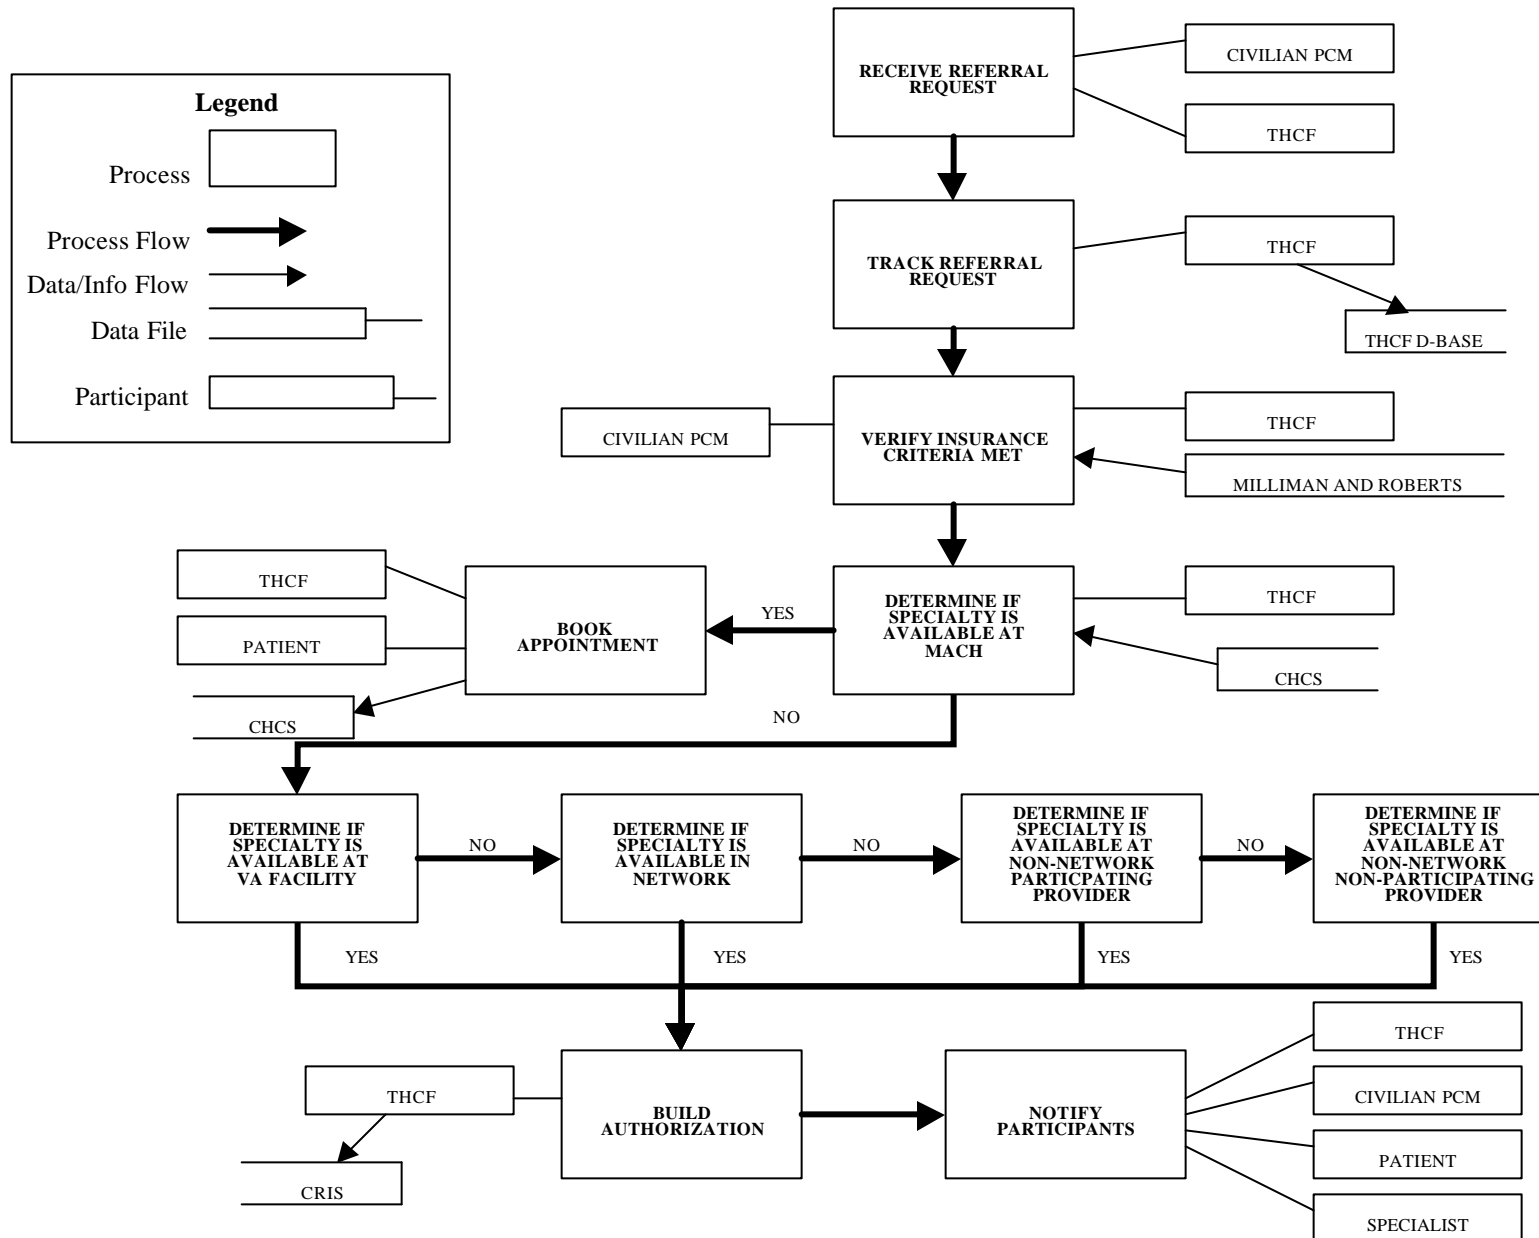 RECEIVE REFERRAL
REQUEST
CIVILIAN PCM
THCF
Legend
Process
Process Flow
Data/Info Flow
Data File
Participant
TRACK REFERRAL
REQUEST
THCF
THCF D-BASE
CIVILIAN PCM
VERIFY INSURANCE
CRITERIA MET
THCF
MILLIMAN AND ROBERTS
THCF
PATIENT
CHCS
BOOK
APPOINTMENT
YES
DETERMINE IF
SPECIALTY IS
AVAILABLE AT
MACH
THCF
CHCS
NO
DETERMINE IF
SPECIALTY IS
AVAILABLE AT
VA FACILITY
NO
DETERMINE IF
SPECIALTY IS
AVAILABLE IN
NETWORK
NO
DETERMINE IF
SPECIALTY IS
AVAILABLE AT
NON-NETWORK
PARTICPATING
PROVIDER
NO
DETERMINE IF
SPECIALTY IS
AVAILABLE AT
NON-NETWORK
NON-PARTICIPATING
PROVIDER
YES
YES
YES
YES
THCF
CRIS
BUILD
AUTHORIZATION
NOTIFY
PARTICIPANTS
THCF
CIVILIAN PCM
PATIENT
SPECIALIST